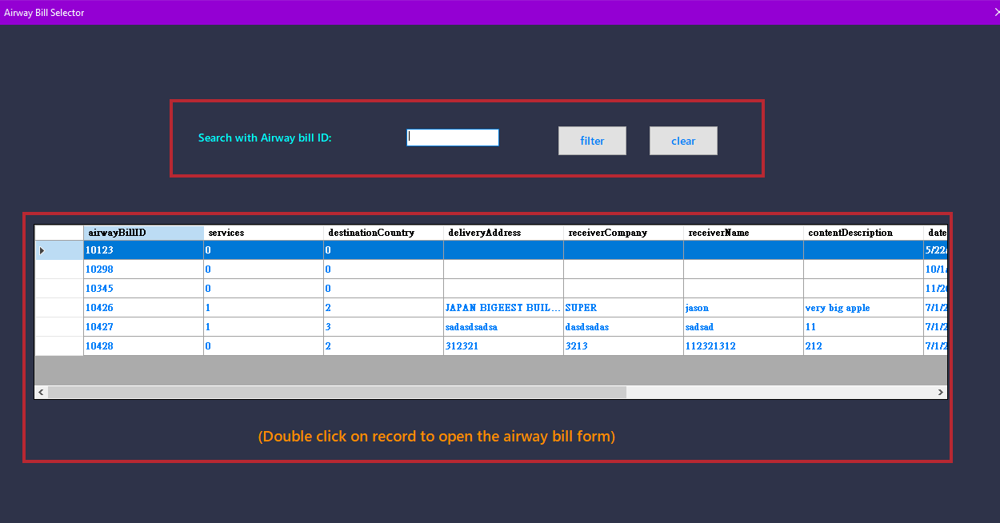 Airway Bill Selector
Search with Airway bill ID: filter clear
airwayBillID services destinationCountry deliveryAddress receiverCompany receiverName contentDescription date
10123 0 0 5/22/
10298 0 0 10/1/
10345 0 0
10426 1 2 JAPAN BIGEEST BUIL... SUPER jason very big apple 7/1/2
10427 1 3 sadasdsadsa dasdsadas sadsad 11 7/1/2
10428 0 2 312321 3213 112321312 212 7/1/2
(Double click on record to open the airway bill form)